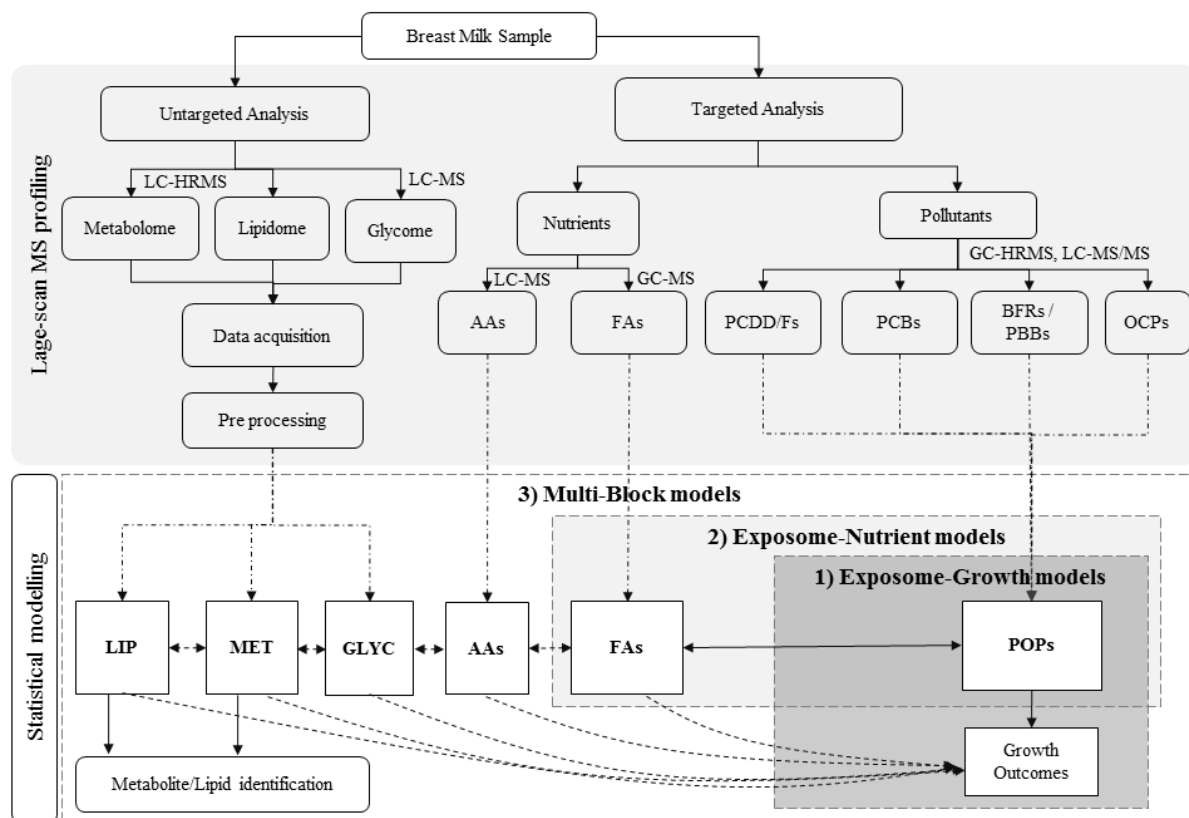 Breast Milk Sample
Lage-scan MS profiling
Untargeted Analysis
Targeted Analysis
LC-HRMS
LC-MS
Metabolome
Lipidome
Glycome
Nutrients
Pollutants
GC-HRMS, LC-MS/MS
LC-MS
GC-MS
AAs
FAs
PCDD/Fs
PCBs
BFRs /
PBBs
OCPs
Data acquisition
Pre processing
Statistical modelling
3) Multi-Block models
2) Exposome-Nutrient models
1) Exposome-Growth models
LIP
MET
GLYC
AAs
FAs
POPs
Growth
Outcomes
Metabolite/Lipid identification